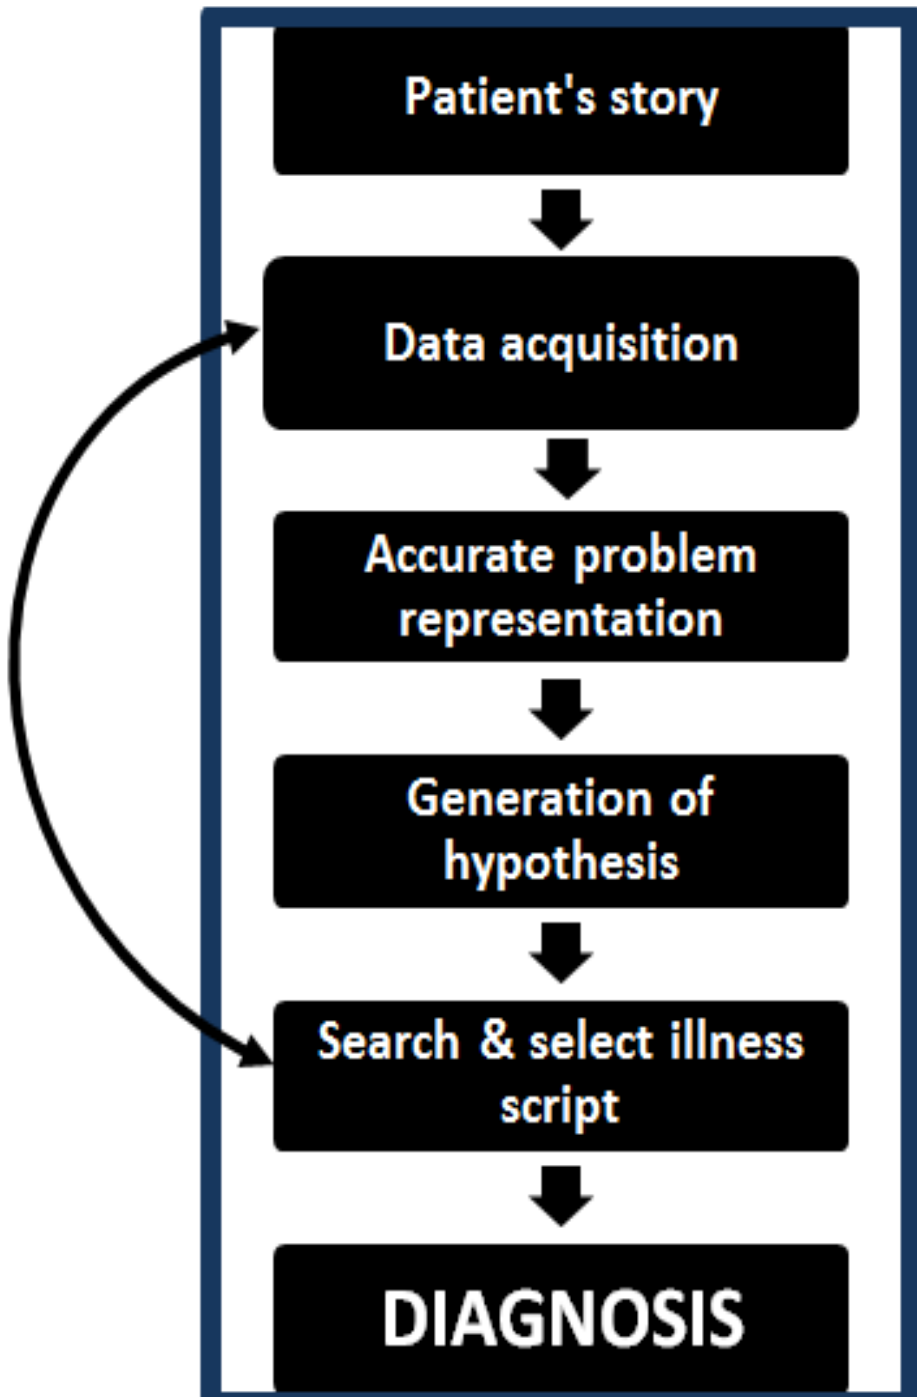 Patient's story
Data acquisition
Accurate problem
representation
Generation of
hypothesis
Search & select illness
script
DIAGNOSIS